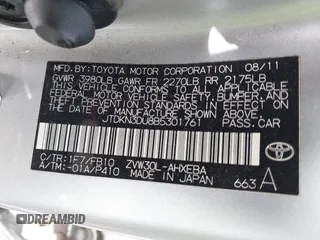 MFD. BY: TOYOTA MOTOR CORPORATION 08/11
GVWR 3980LB GAWR FR 2270LB RR 2175LB
THIS VEHICLE CONFORMS TO ALL APPLICABLE
FEDERAL MOTOR VEHICLE SAFETY, BUMPER, AND
THEFT PREVENTION STANDARDS IN EFFECT ON THE
DATE OF MANUFACTURE SHOWN ABOVE.
PASS.CAR
C/TR: 1F7/FB10 ZVW30L-AHXEBA
A/TM: -01A/P410 MADE IN JAPAN
663 A
DREAMBID